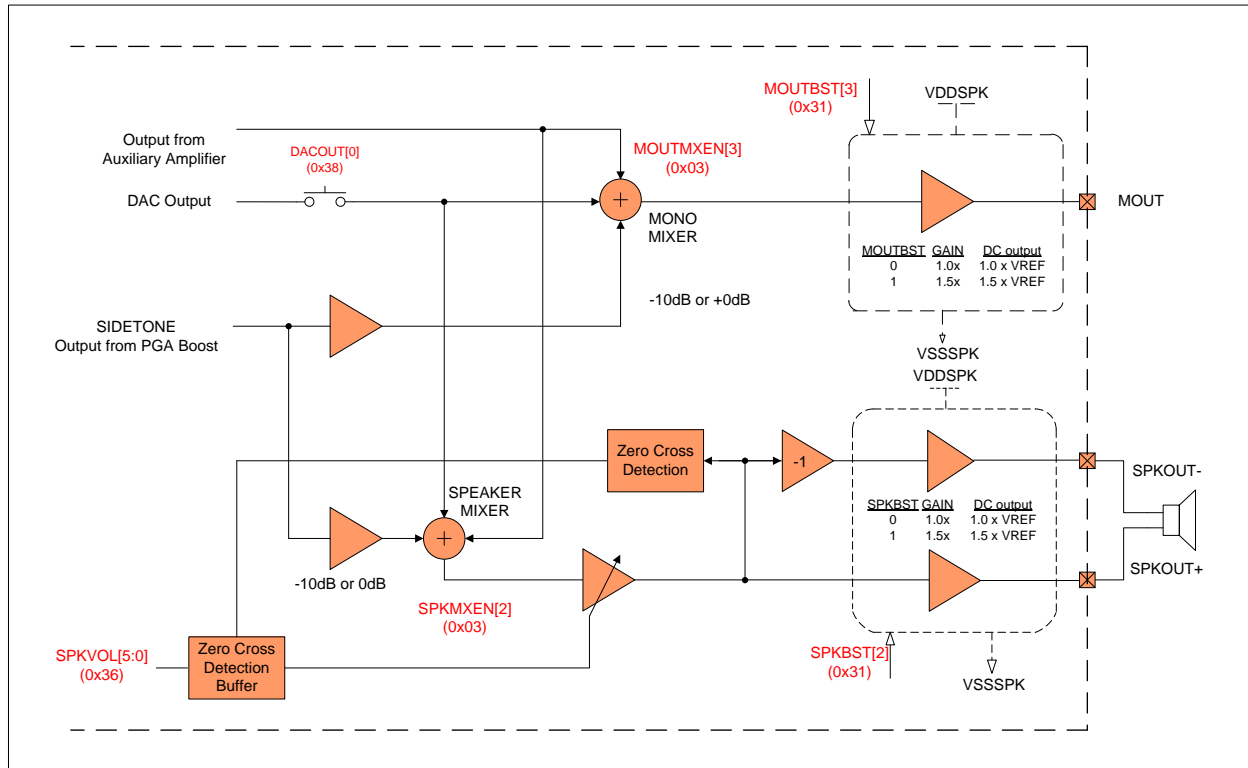 MOUTBST[3]
(0x31)
VDDSPK
Output from
Auxiliary Amplifier
DACOUT[0]
(0x38)
MOUTMXEN[3]
(0x03)
DAC Output
+
MONO
MIXER
MOUT
MOUTBST GAIN DC output
0 1.0x 1.0 x VREF
1 1.5x 1.5 x VREF
-10dB or +0dB
SIDETONE
Output from PGA Boost
VSSSPK
VDDSPK
Zero Cross
Detection
-1
SPKOUT-
SPEAKER
MIXER
+
SPKBST GAIN DC output
0 1.0x 1.0 x VREF
1 1.5x 1.5 x VREF
-10dB or 0dB
SPKOUT+
SPKMXEN[2]
(0x03)
SPKVOL[5:0]
(0x36)
Zero Cross
Detection
Buffer
SPKBST[2]
(0x31)
VSSSPK